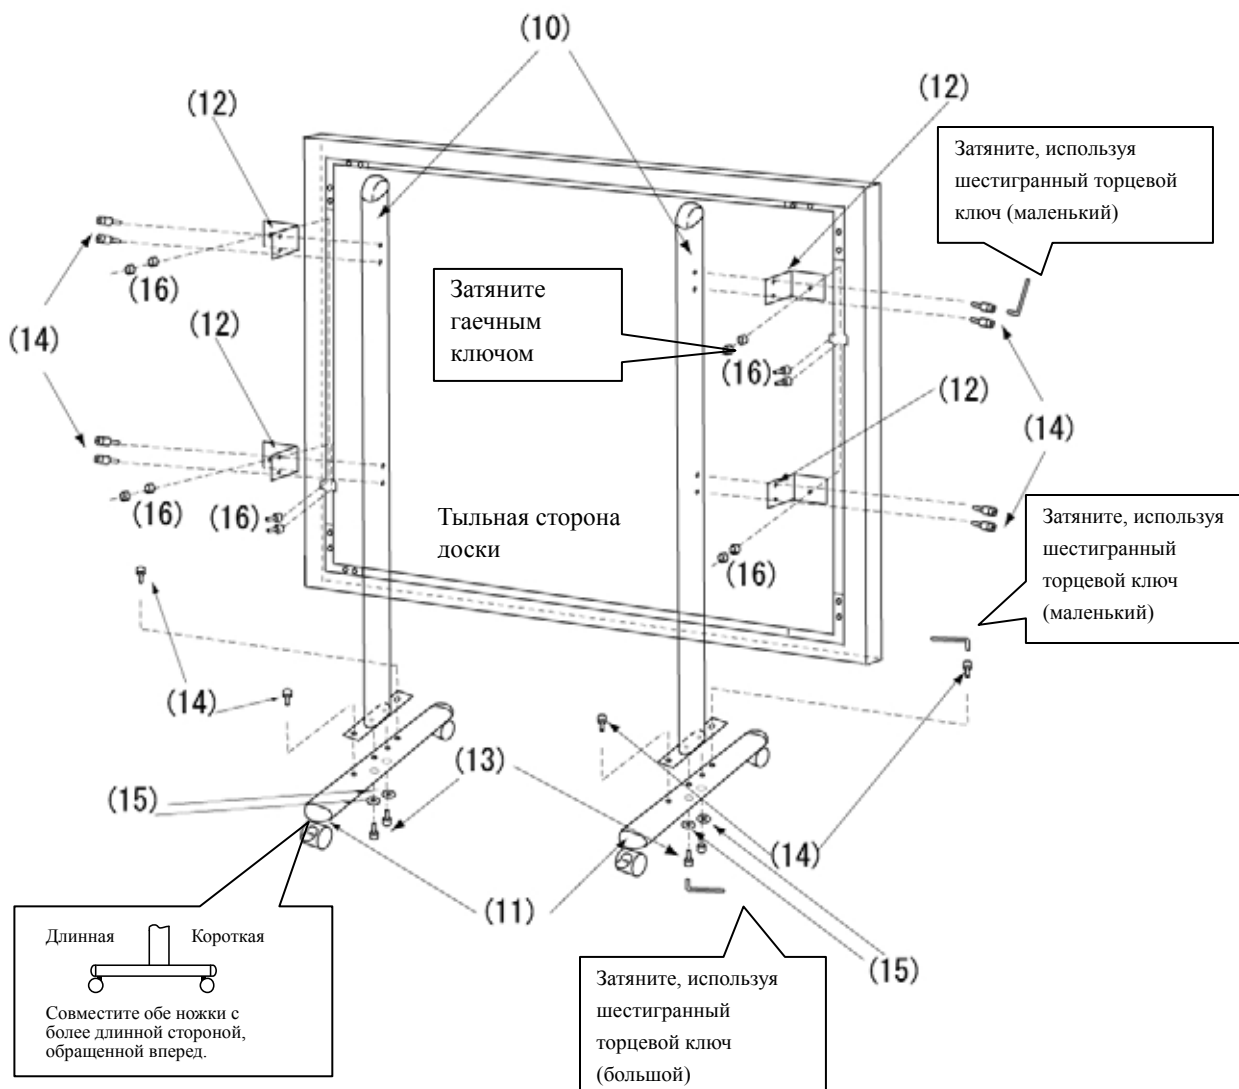 (10)
(12)
(12)
Затяните, используя
шестигранный торцевой
ключ (маленький)
(16)
Затяните
гаечным
ключом
(14)
(12)
(16)
(12)
(14)
(16)
(16)
Тыльная сторона
доски
(16)
Затяните, используя
шестигранный
торцевой ключ
(маленький)
(14)
(13)
(15)
(14)
(11)
(15)
Длинная Короткая
Совместите обе ножки с
более длинной стороной,
обращенной вперед.
Затяните, используя
шестигранный
торцевой ключ
(большой)